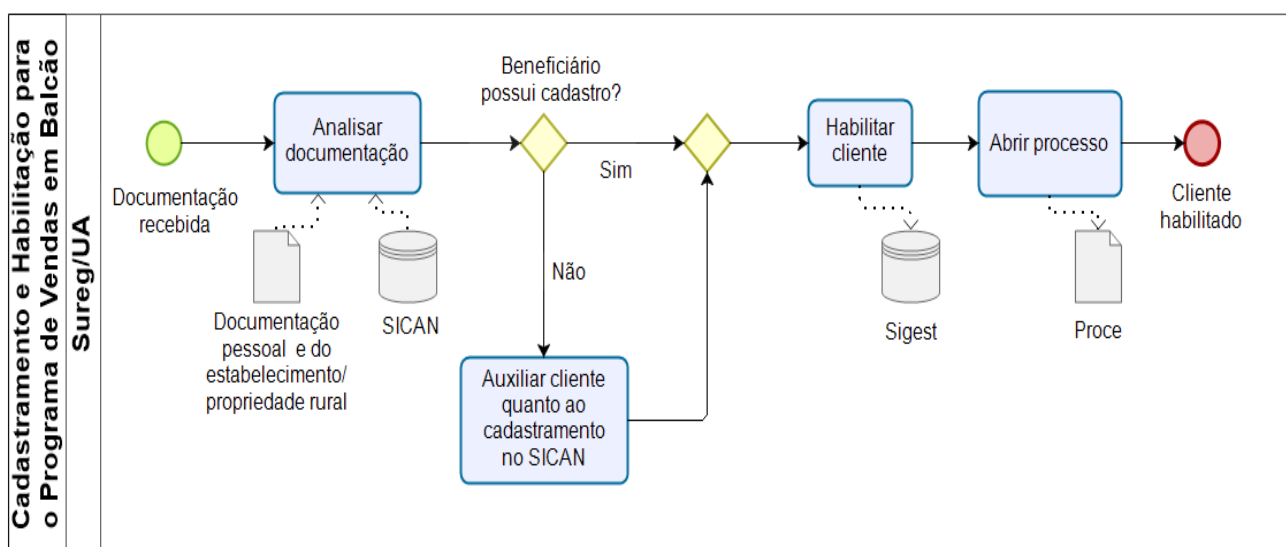 Cadastramento e Habilitação para
o Programa de Vendas em Balcão
Sureg/UA
Documentação
recebida
Analisar
documentação
Documentação
pessoal e do
estabelecimento/
propriedade rural
SICAN
Beneficiário
possui cadastro?
Sim
Não
Auxiliar cliente
quanto ao
cadastramento
no SICAN
Habilitar
cliente
Sigest
Abrir processo
Proce
Cliente
habilitado